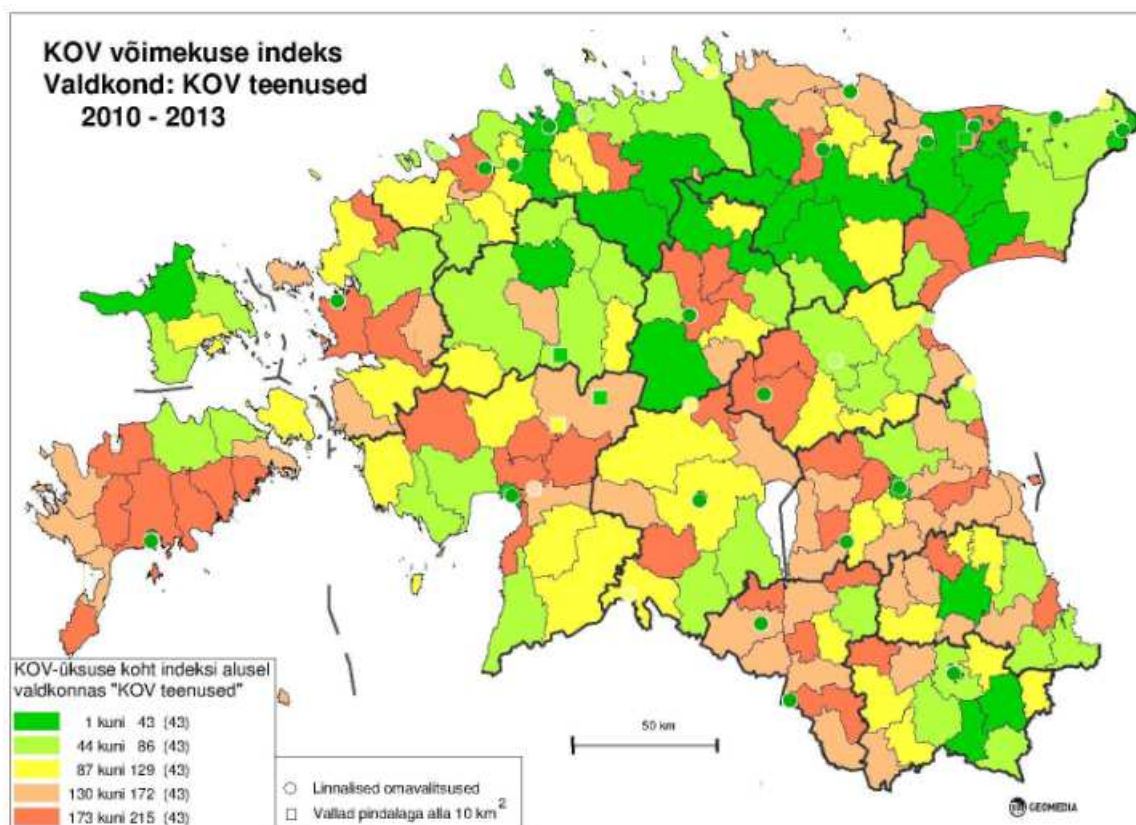 KOV võimekuse indeks
Valdkond: KOV teenused
2010 - 2013
KOV-üksuse koht indeksi alusel
valdkonnas "KOV teenused"
1 kuni 43 (43)
44 kuni 86 (43)
87 kuni 129 (43)
130 kuni 172 (43)
173 kuni 215 (43)
Linnalised omavalitsused
Vallad pindalaga alla 10 km²
50 km
GEOMEDIA